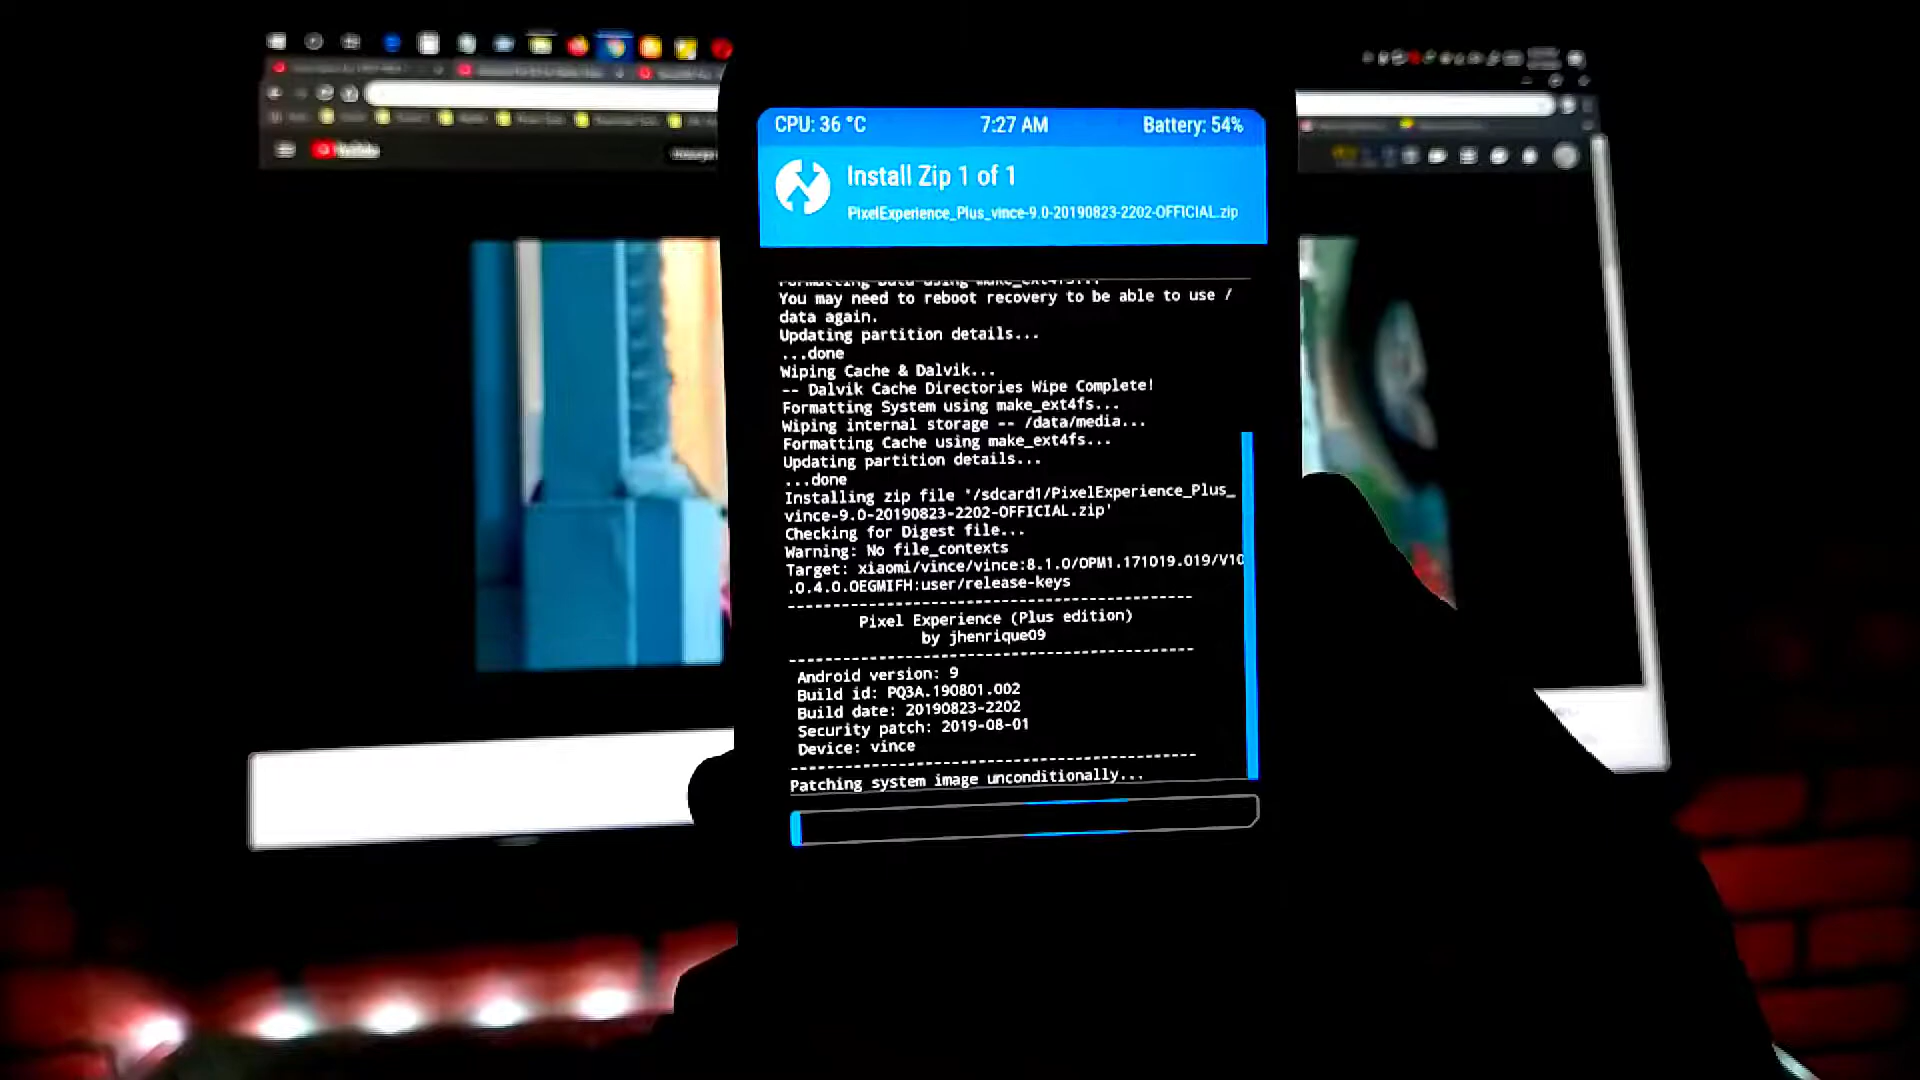 CPU: 36 °C 7:27 AM Battery: 54%
Install Zip 1 of 1
PixelExperience_Plus_vince-9.0-20190823-2202-OFFICIAL.zip
Formatting Data using make_ext4fs...
You may need to reboot recovery to be able to use /
data again.
Updating partition details...
...done
Wiping Cache & Dalvik...
-- Dalvik Cache Directories Wipe Complete!
Formatting System using make_ext4fs...
Wiping internal storage -- /data/media...
Formatting Cache using make_ext4fs...
Updating partition details...
...done
Installing zip file '/sdcard1/PixelExperience_Plus_
vince-9.0-20190823-2202-OFFICIAL.zip'
Checking for Digest file...
Warning: No file_contexts
Target: xiaomi/vince/vince:8.1.0/OPM1.171019.019/V10
.0.4.0.OEGMIFH:user/release-keys
---------------------------------------------
Pixel Experience (Plus edition)
by jhenrique09
---------------------------------------------
Android version: 9
Build id: PQ3A.190801.002
Build date: 20190823-2202
Security patch: 2019-08-01
Device: vince
---------------------------------------------
Patching system image unconditionally...